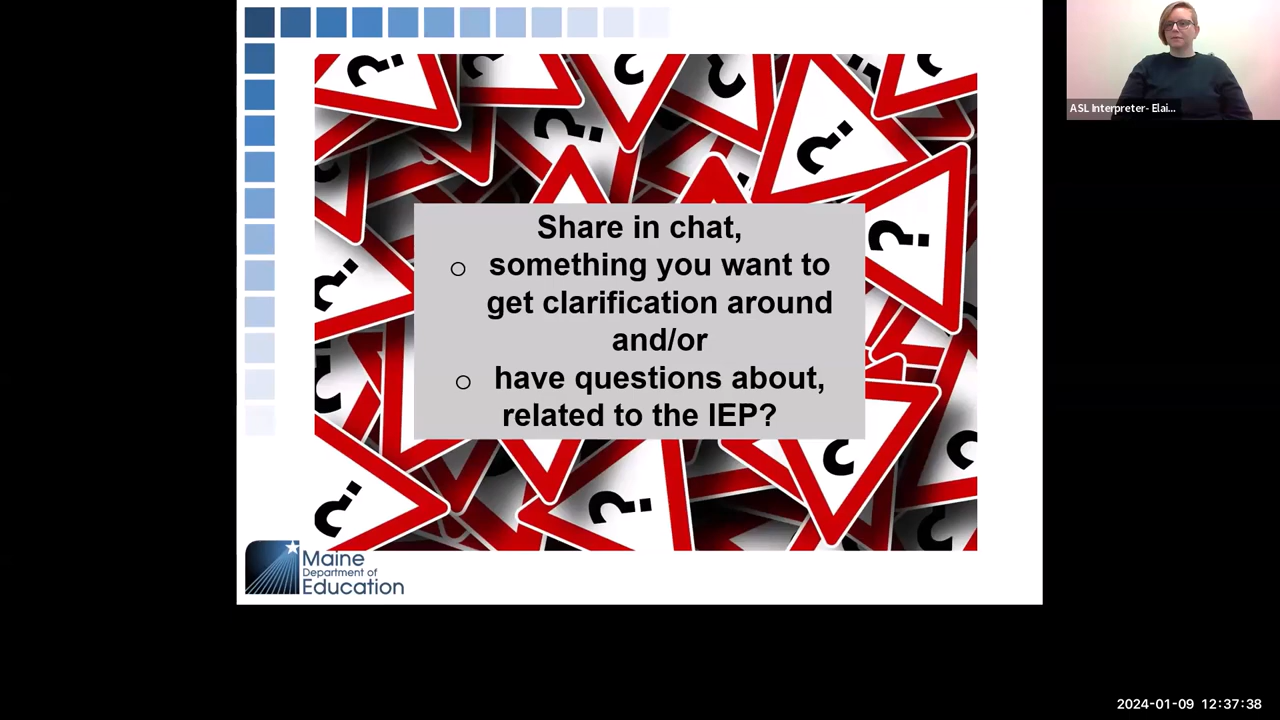 ASL Interpreter- Elai...
Share in chat,
o something you want to
get clarification around
and/or
o have questions about,
related to the IEP?
Maine
Department of
Education
2024-01-09 12:37:38